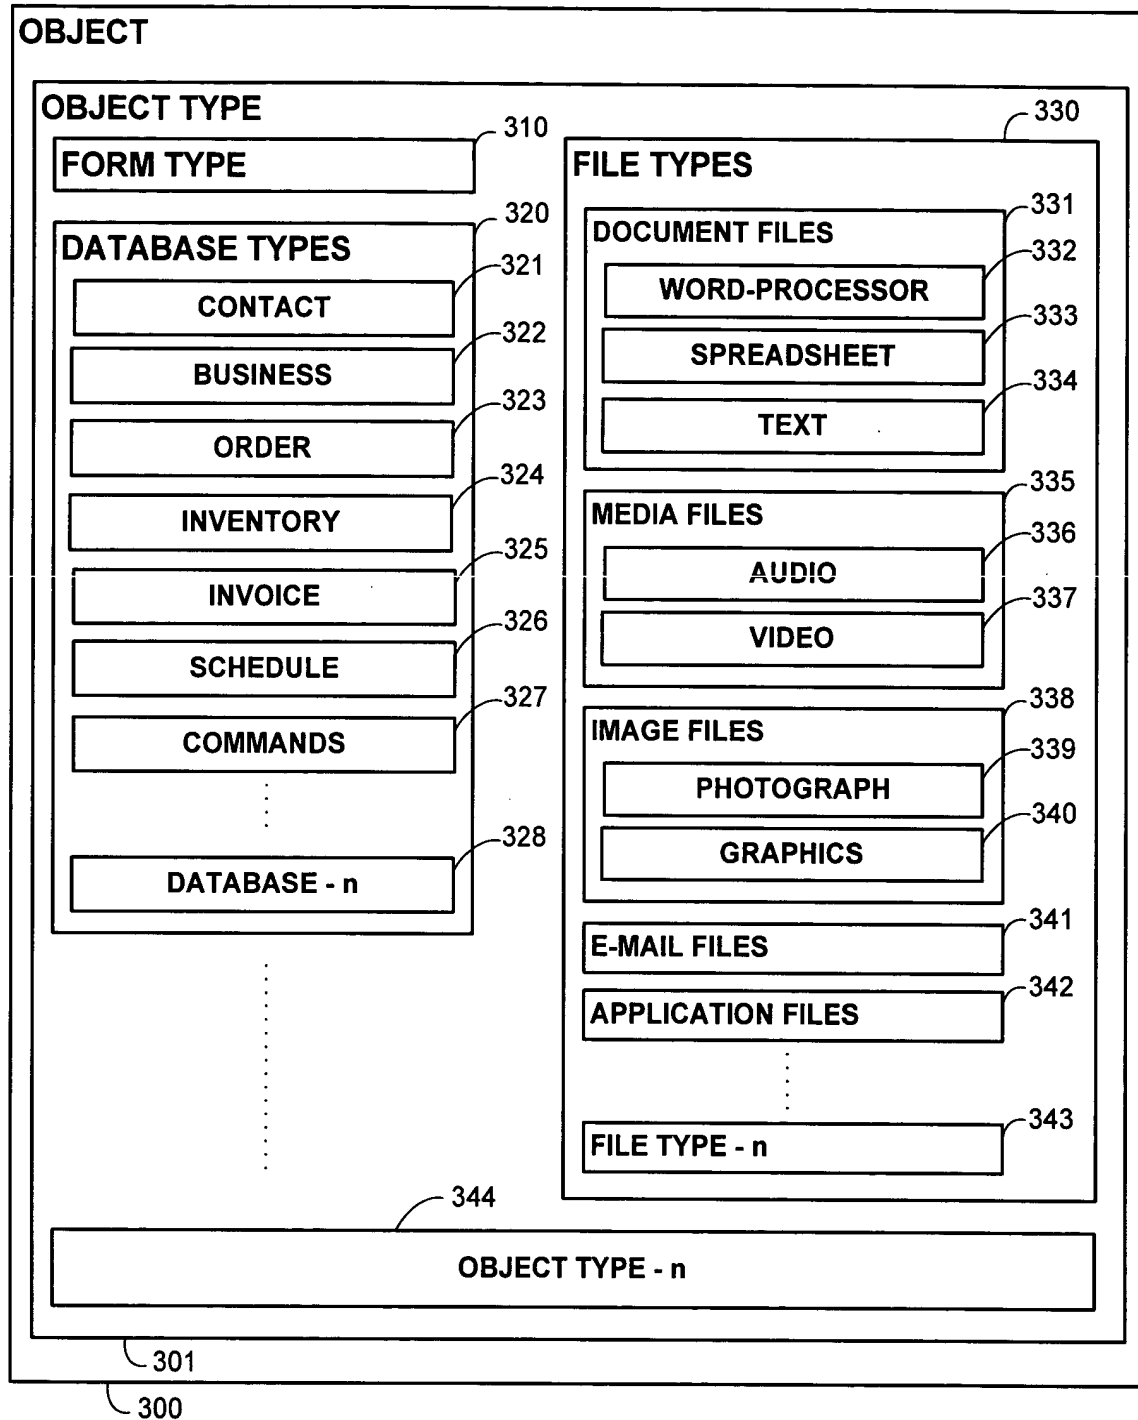 OBJECT
OBJECT TYPE
310
FORM TYPE
320
DATABASE TYPES
321
CONTACT
322
BUSINESS
323
ORDER
324
INVENTORY
325
INVOICE
326
SCHEDULE
327
COMMANDS
328
DATABASE - n
330
FILE TYPES
331
DOCUMENT FILES
332
WORD-PROCESSOR
333
SPREADSHEET
334
TEXT
335
MEDIA FILES
336
AUDIO
337
VIDEO
338
IMAGE FILES
339
PHOTOGRAPH
340
GRAPHICS
341
E-MAIL FILES
342
APPLICATION FILES
343
FILE TYPE - n
344
OBJECT TYPE - n
301
300